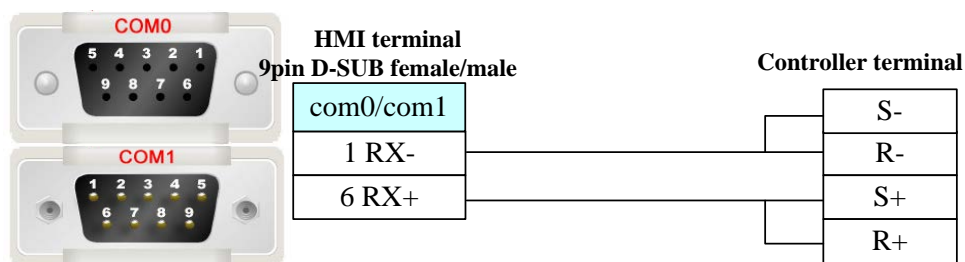 COM0
5 4 3 2 1
9 8 7 6
COM1
1 2 3 4 5
6 7 8 9
HMI terminal
9pin D-SUB female/male
com0/com1
1 RX-
6 RX+
Controller terminal
S-
R-
S+
R+